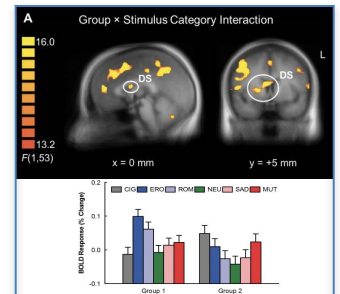 A
Group × Stimulus Category Interaction
16.0
13.2
F(1,53)
DS
DS
L
x = 0 mm
y = +5 mm
BOLD Response (% Change)
0.2
0.1
0.0
-0.1
CIG ERO ROM NEU SAD MUT
Group 1
Group 2